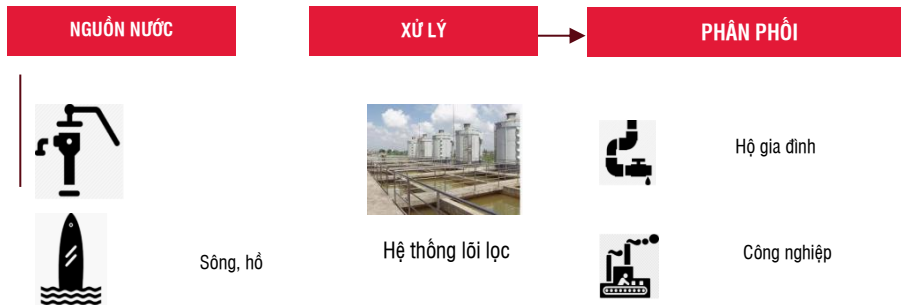 NGUỒN NƯỚC
XỬ LÝ
PHÂN PHỐI
Hộ gia đình
Sông, hồ
Hệ thống lõi lọc
Công nghiệp